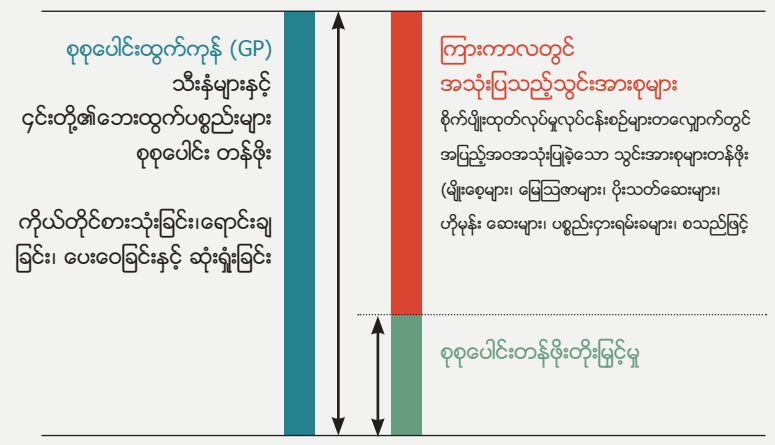 စုစုပေါင်းထွက်ကုန် (GP)
သီးနှံများနှင့်
၄င်းတို့၏ဘေးထွက်ပစ္စည်းများ
စုစုပေါင်း တန်ဖိုး
ကိုယ်တိုင်စားသုံးခြင်း၊ရောင်းချ
ခြင်း၊ ပေးဝေခြင်းနှင့် ဆုံးရှုံးခြင်း
ကြားကာလတွင်
အသုံးပြုသည့်သွင်းအားစုများ
စိုက်ပျိုးထုတ်လုပ်မှုလုပ်ငန်းစဉ်များတလျှောက်တွင်
အပြည့်အဝအသုံးပြုခဲ့သော သွင်းအားစုများတန်ဖိုး
(မျိုးစေ့များ၊ မြေဩဇာများ၊ ပိုးသတ်ဆေးများ၊
ဟိုမုန်း ဆေးများ၊ ပစ္စည်းငှားရမ်းခများ၊ စသည်ဖြင့်
စုစုပေါင်းတန်ဖိုးတိုးမြှင့်မှု